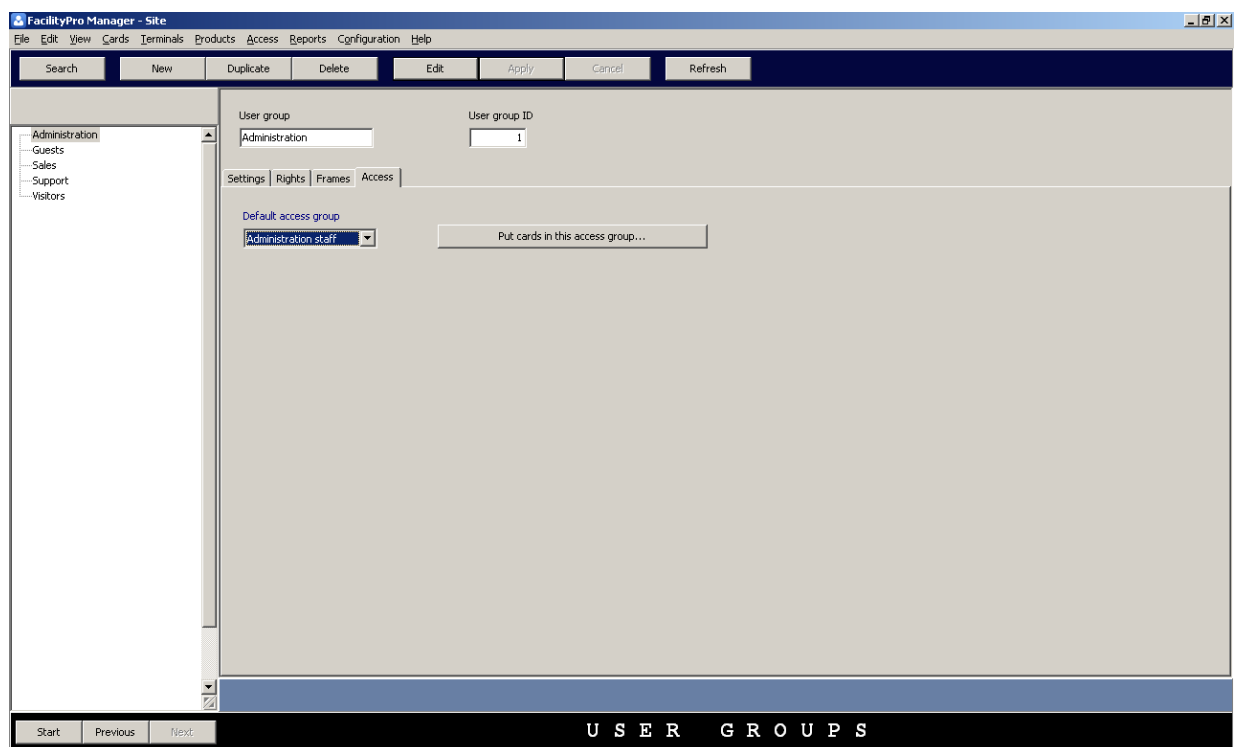 FacilityPro Manager - Site
File Edit View Cards Terminals Products Access Reports Configuration Help
Search New Duplicate Delete Edit Apply Cancel Refresh
User group User group ID
Administration 1
Administration
Guests
Sales
Support
Visitors
Settings Rights Frames Access
Default access group
Administration staff Put cards in this access group...
Start Previous Next USER GROUPS